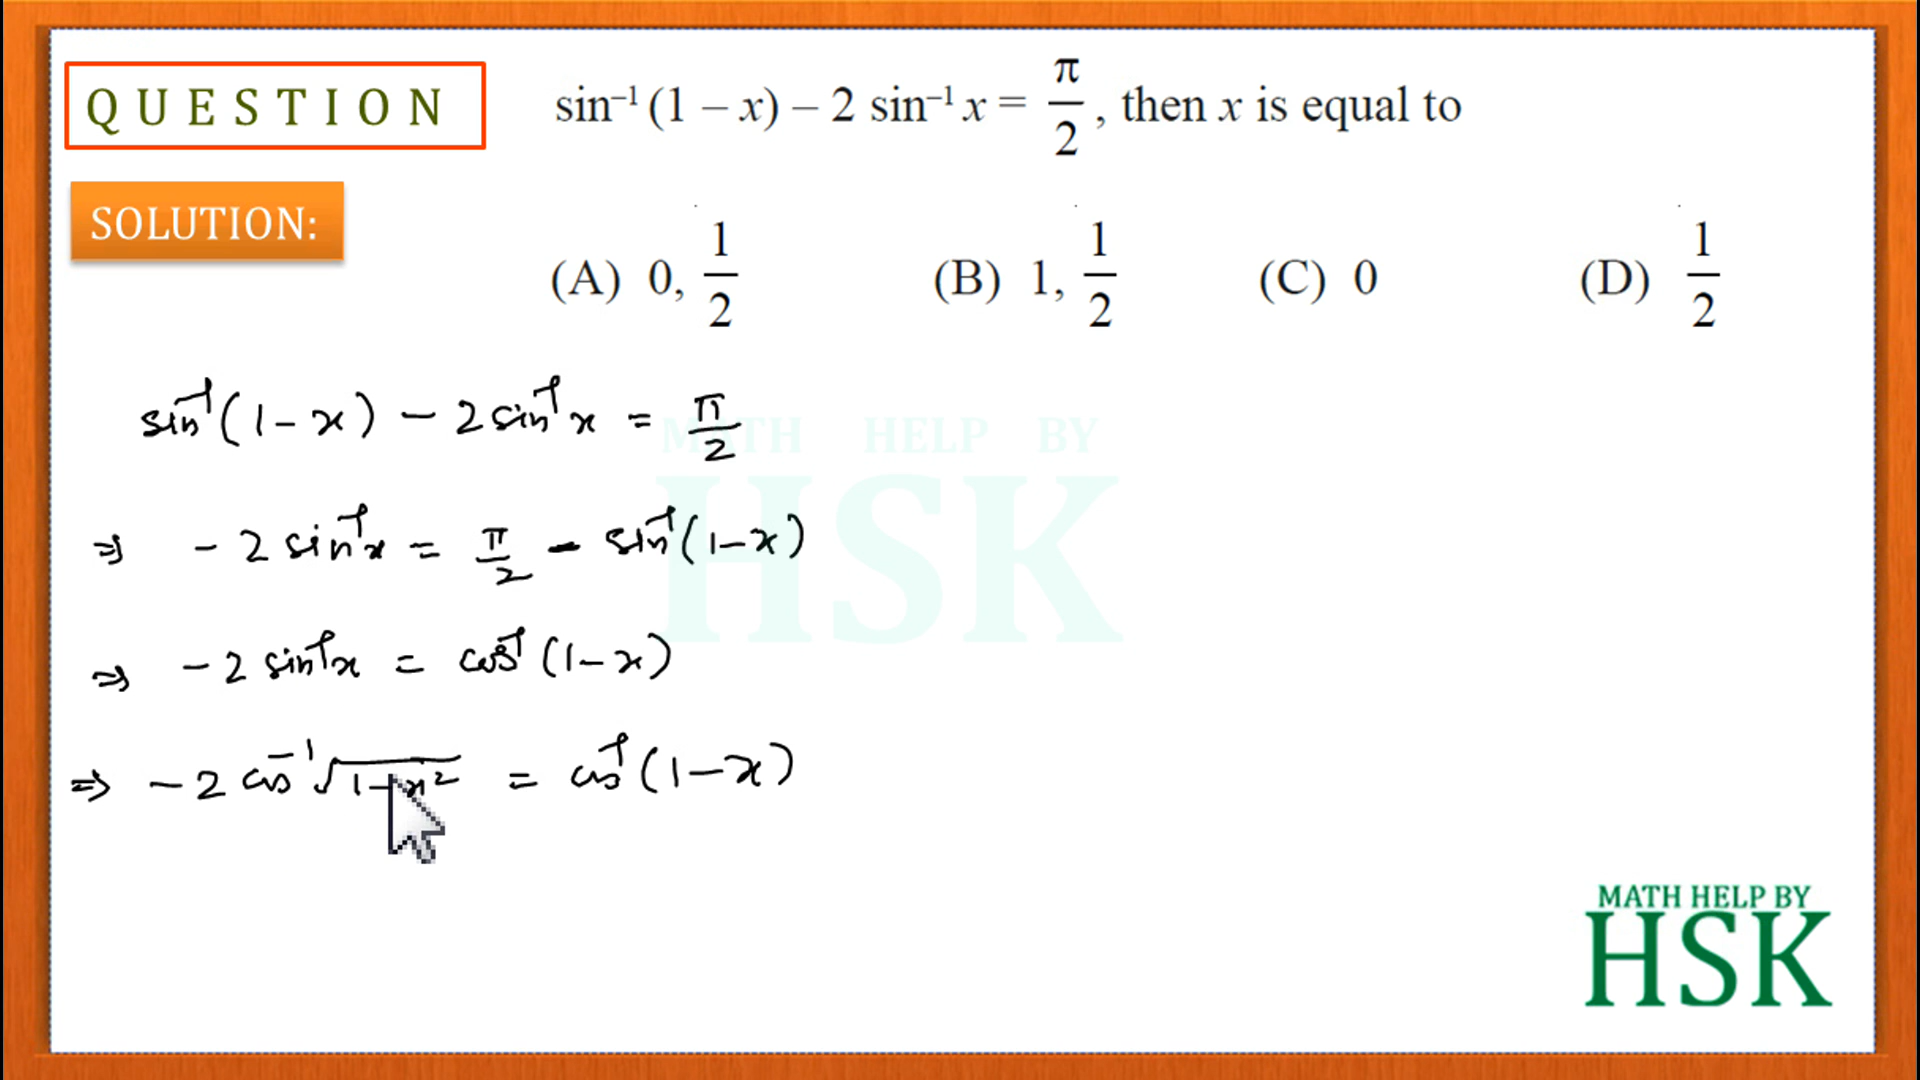 QUESTION
sin⁻¹ (1 – x) – 2 sin⁻¹ x = π/2, then x is equal to
SOLUTION:
(A) 0, 1/2 (B) 1, 1/2 (C) 0 (D) 1/2
sin⁻¹(1-x) - 2 sin⁻¹x = π/2
⇒ -2 sin⁻¹x = π/2 - sin⁻¹(1-x)
⇒ -2 sin⁻¹x = cos⁻¹(1-x)
⇒ -2 cos⁻¹√(1-x²) = cos⁻¹(1-x)
MATH HELP BY
HSK
MATH HELP BY
HSK